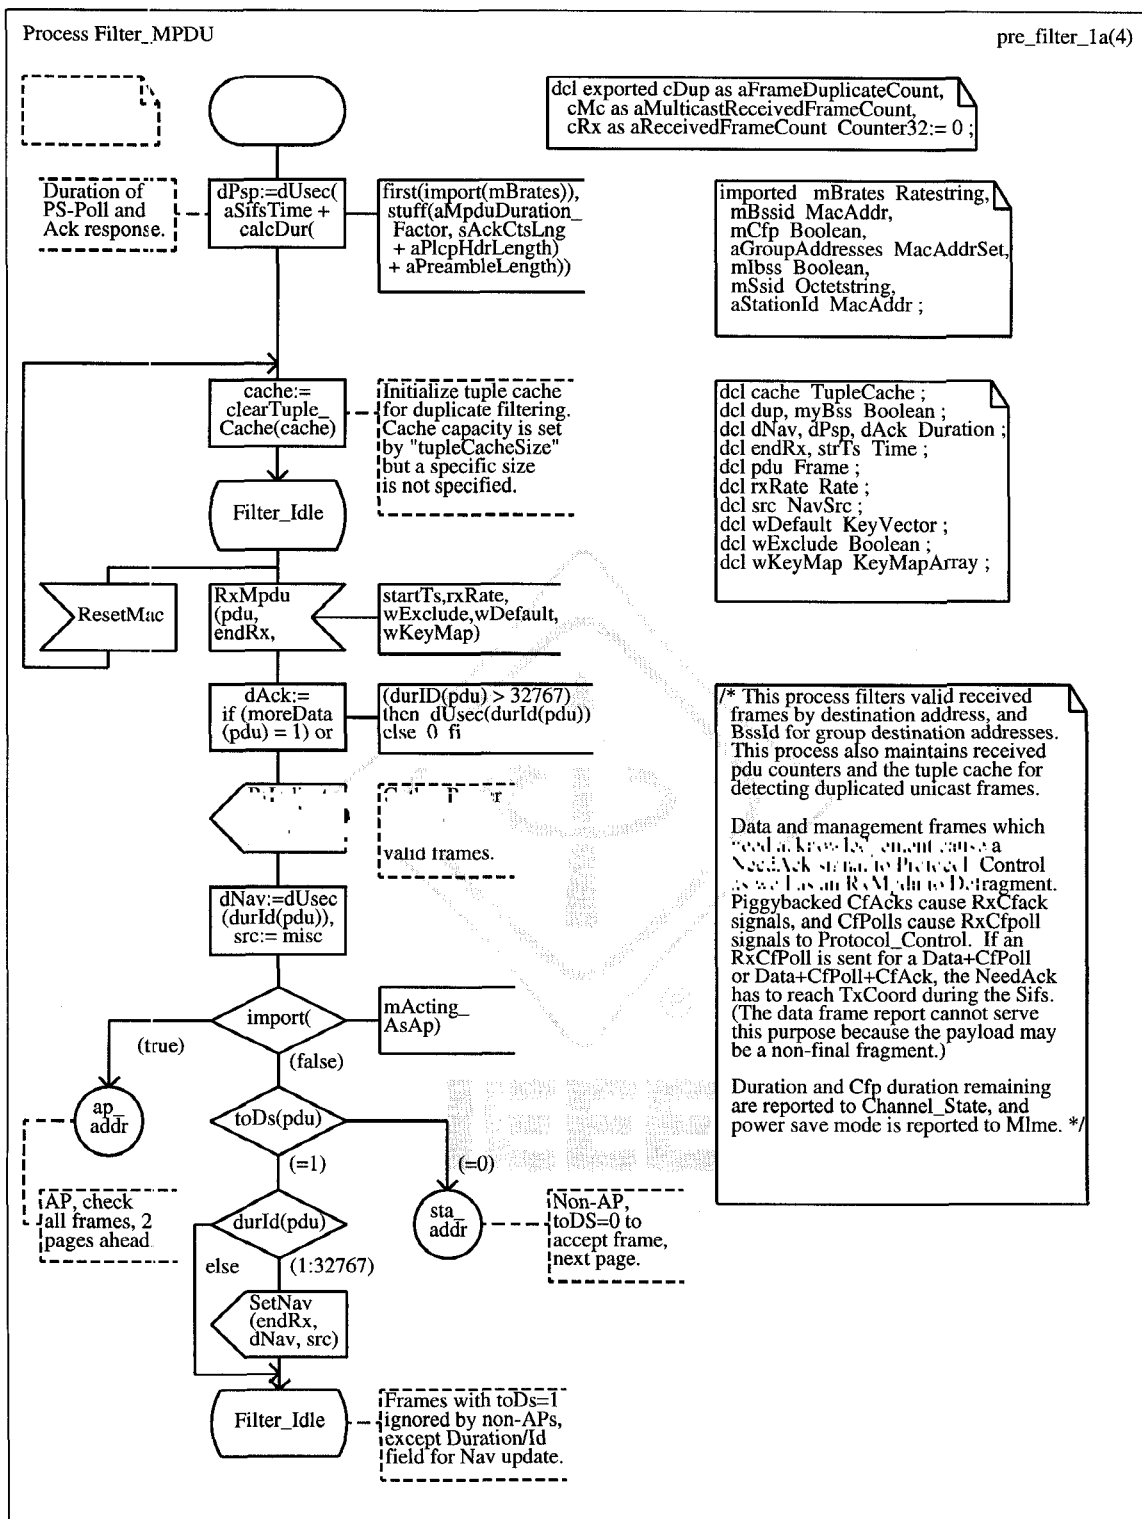 Process Filter_MPDU
pre_filter_1a(4)
dcl exported cDup as aFrameDuplicateCount,
cMc as aMulticastReceivedFrameCount,
cRx as aReceivedFrameCount Counter32:= 0 ;
Duration of
PS-Poll and
Ack response.
dPsp:=dUsec(
aSifsTime +
calcDur(
first(import(mBrates)),
stuff(aMpduDuration_
Factor, sAckCtsLng
+ aPlcpHdrLength)
+ aPreambleLength))
imported mBrates Ratestring,
mBssid MacAddr,
mCfp Boolean,
aGroupAddresses MacAddrSet,
mIbss Boolean,
mSsid Octetstring,
aStationId MacAddr ;
cache:=
clearTuple_
Cache(cache)
Initialize tuple cache
for duplicate filtering.
Cache capacity is set
by "tupleCacheSize"
but a specific size
is not specified.
dcl cache TupleCache ;
dcl dup, myBss Boolean ;
dcl dNav, dPsp, dAck Duration ;
dcl endRx, strTs Time ;
dcl pdu Frame ;
dcl rxRate Rate ;
dcl src NavSrc ;
dcl wDefault KeyVector ;
dcl wExclude Boolean ;
dcl wKeyMap KeyMapArray ;
Filter_Idle
ResetMac
RxMpdu
(pdu,
endRx,
startTs,rxRate,
wExclude,wDefault,
wKeyMap)
dAck:=
if (moreData
(pdu) = 1) or
(durID(pdu) > 32767)
then dUsec(durId(pdu))
else 0 fi
/* This process filters valid received
frames by destination address, and
BssId for group destination addresses.
This process also maintains received
pdu counters and the tuple cache for
detecting duplicated unicast frames.
Data and management frames which
cause a
NeedAck Control
Defragment.
Piggybacked CfAcks cause RxCfack
signals, and CfPolls cause RxCfpoll
signals to Protocol_Control. If an
RxCfPoll is sent for a Data+CfPoll
or Data+CfPoll+CfAck, the NeedAck
has to reach TxCoord during the Sifs.
(The data frame report cannot serve
this purpose because the payload may
be a non-final fragment.)
Duration and Cfp duration remaining
are reported to Channel_State, and
power save mode is reported to Mlme. */
valid frames.
dNav:=dUsec
(durId(pdu)),
src:= misc
import(
mActing_
AsAp)
(true)
(false)
ap_
addr
toDs(pdu)
(=1)
(=0)
AP, check
all frames, 2
pages ahead
durId(pdu)
sta_
addr
Non-AP,
toDS=0 to
accept frame,
next page.
else
(1:32767)
SetNav
(endRx,
dNav, src)
Filter_Idle
Frames with toDs=1
ignored by non-APs,
except Duration/Id
field for Nav update.
IEEE